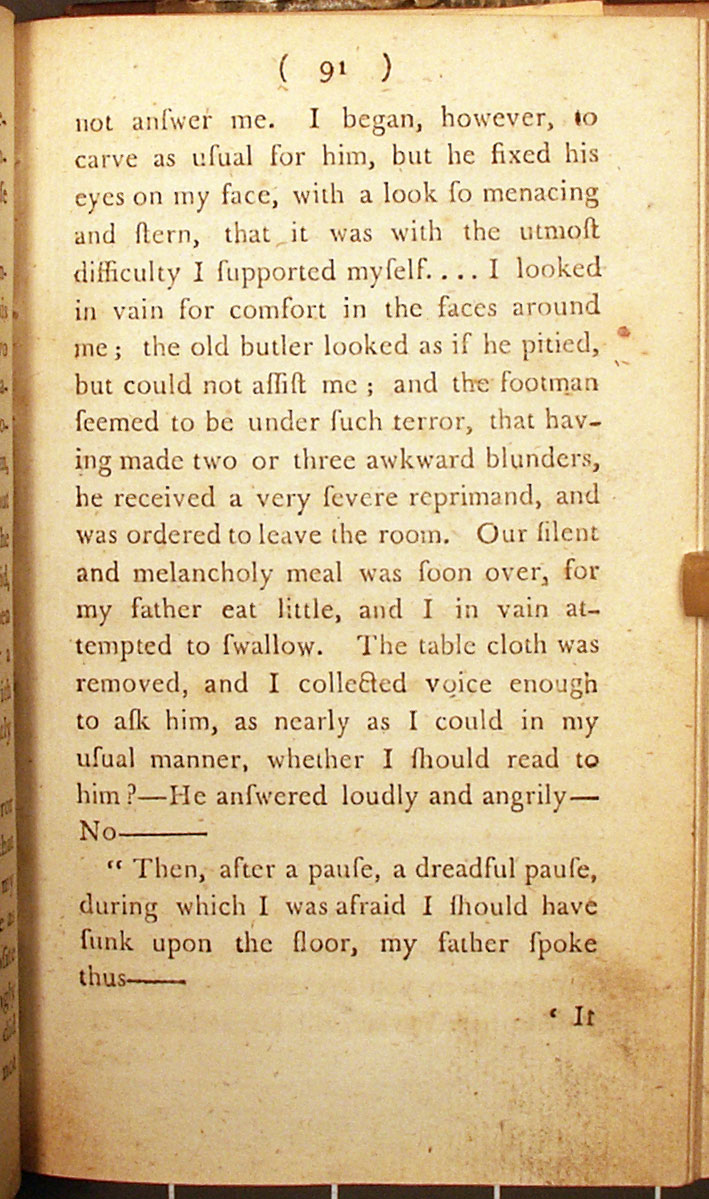 ( 91 )
not anſwer me. I began, however, to
carve as uſual for him, but he fixed his
eyes on my face, with a look ſo menacing
and ſtern, that it was with the utmoſt
difficulty I ſupported myſelf.... I looked
in vain for comfort in the faces around
me; the old butler looked as if he pitied,
but could not aſſiſt me; and the footman
ſeemed to be under ſuch terror, that hav-
ing made two or three awkward blunders,
he received a very ſevere reprimand, and
was ordered to leave the room. Our ſilent
and melancholy meal was ſoon over, for
my father eat little, and I in vain at-
tempted to ſwallow. The table cloth was
removed, and I collected voice enough
to aſk him, as nearly as I could in my
uſual manner, whether I ſhould read to
him?—He anſwered loudly and angrily—
No———
“ Then, after a pauſe, a dreadful pauſe,
during which I was afraid I ſhould have
ſunk upon the floor, my father ſpoke
thus——
‘ It